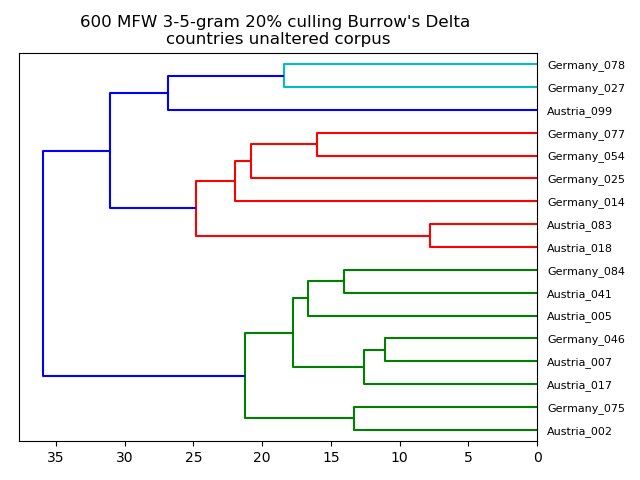 600 MFW 3-5-gram 20% culling Burrow's Delta
countries unaltered corpus
Germany_078
Germany_027
Austria_099
Germany_077
Germany_054
Germany_025
Germany_014
Austria_083
Austria_018
Germany_084
Austria_041
Austria_005
Germany_046
Austria_007
Austria_017
Germany_075
Austria_002
35 30 25 20 15 10 5 0